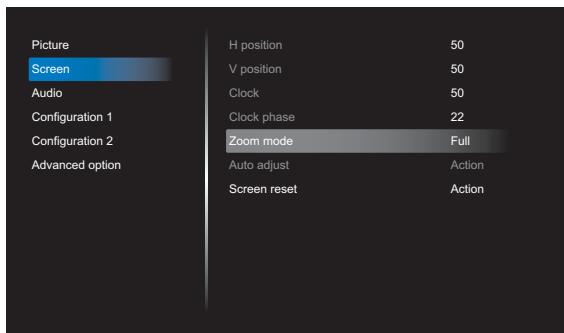 Picture
Screen
Audio
Configuration 1
Configuration 2
Advanced option
H position 50
V position 50
Clock 50
Clock phase 22
Zoom mode Full
Auto adjust Action
Screen reset Action